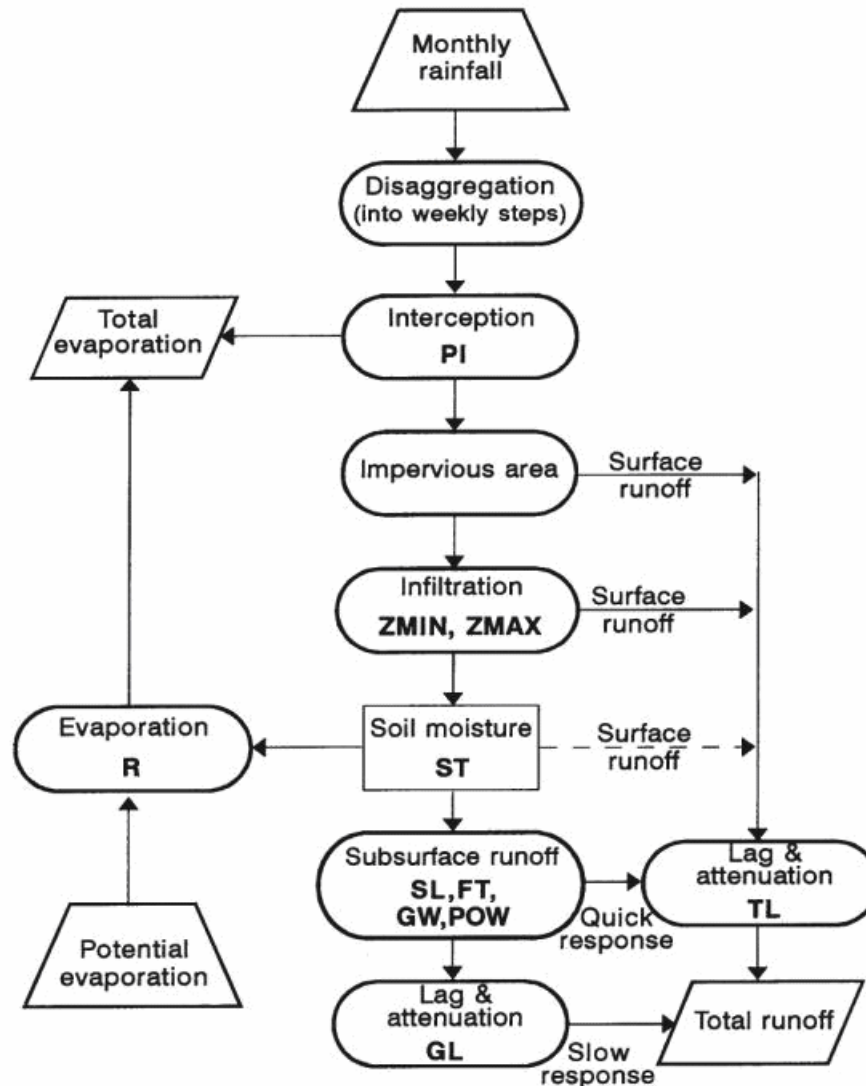 Monthly
rainfall
Disaggregation
(into weekly steps)
Interception
PI
Total
evaporation
Impervious area
Surface
runoff
Infiltration
ZMIN, ZMAX
Surface
runoff
Evaporation
R
Soil moisture
ST
Surface
runoff
Subsurface runoff
SL,FT,
GW,POW
Quick
response
Lag &
attenuation
TL
Potential
evaporation
Lag &
attenuation
GL
Slow
response
Total runoff